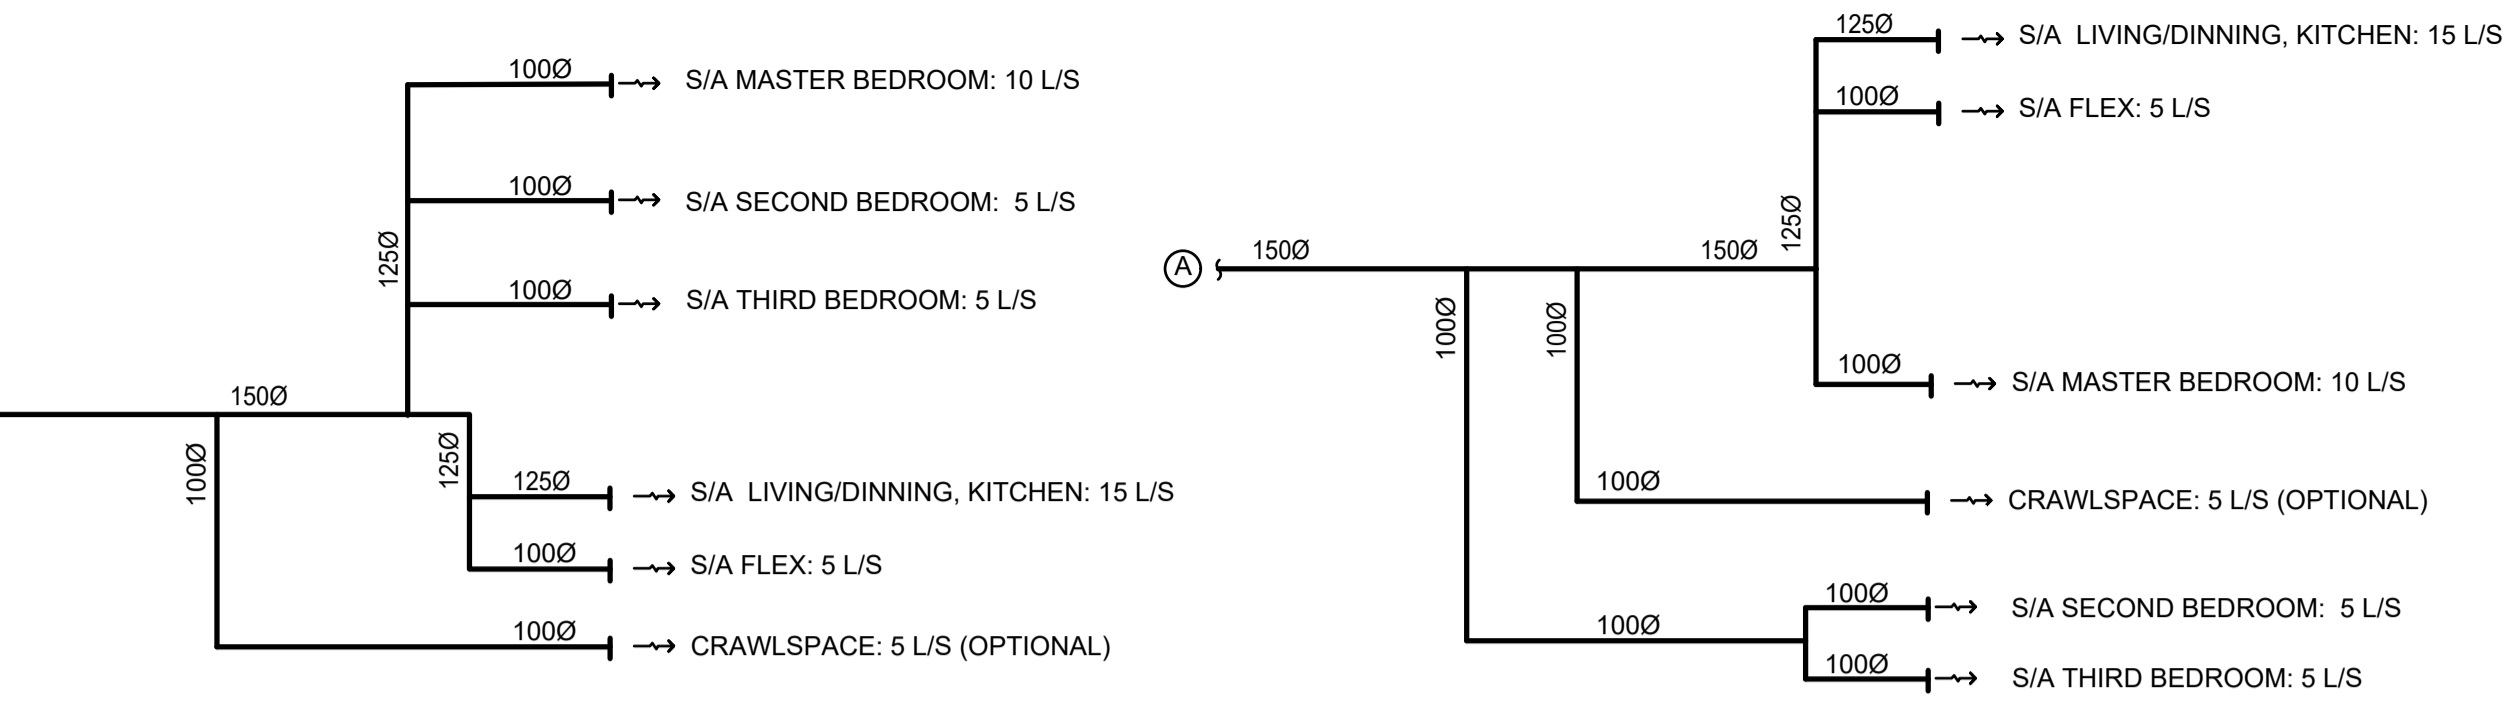 100Ø
S/A MASTER BEDROOM: 10 L/S
100Ø
S/A SECOND BEDROOM:  5 L/S
125Ø
100Ø
S/A THIRD BEDROOM: 5 L/S
150Ø
100Ø
125Ø
125Ø
S/A  LIVING/DINNING, KITCHEN: 15 L/S
100Ø
S/A FLEX: 5 L/S
100Ø
CRAWLSPACE: 5 L/S (OPTIONAL)
125Ø
S/A  LIVING/DINNING, KITCHEN: 15 L/S
100Ø
S/A FLEX: 5 L/S
A
150Ø
150Ø
125Ø
100Ø
100Ø
100Ø
S/A MASTER BEDROOM: 10 L/S
100Ø
CRAWLSPACE: 5 L/S (OPTIONAL)
100Ø
100Ø
S/A SECOND BEDROOM:  5 L/S
100Ø
S/A THIRD BEDROOM: 5 L/S